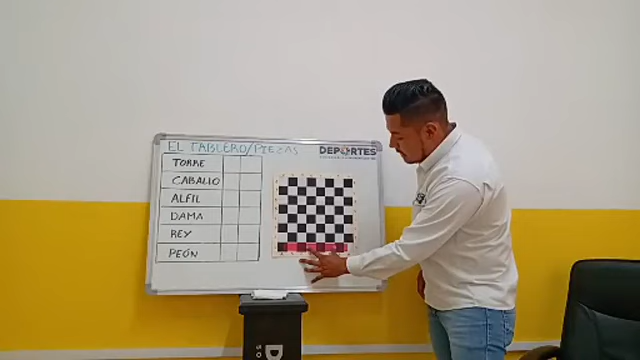 EL TABLERO/PIEZAS
DEPORTES
TORRE
CABALLO
ALFIL
DAMA
REY
PEÓN